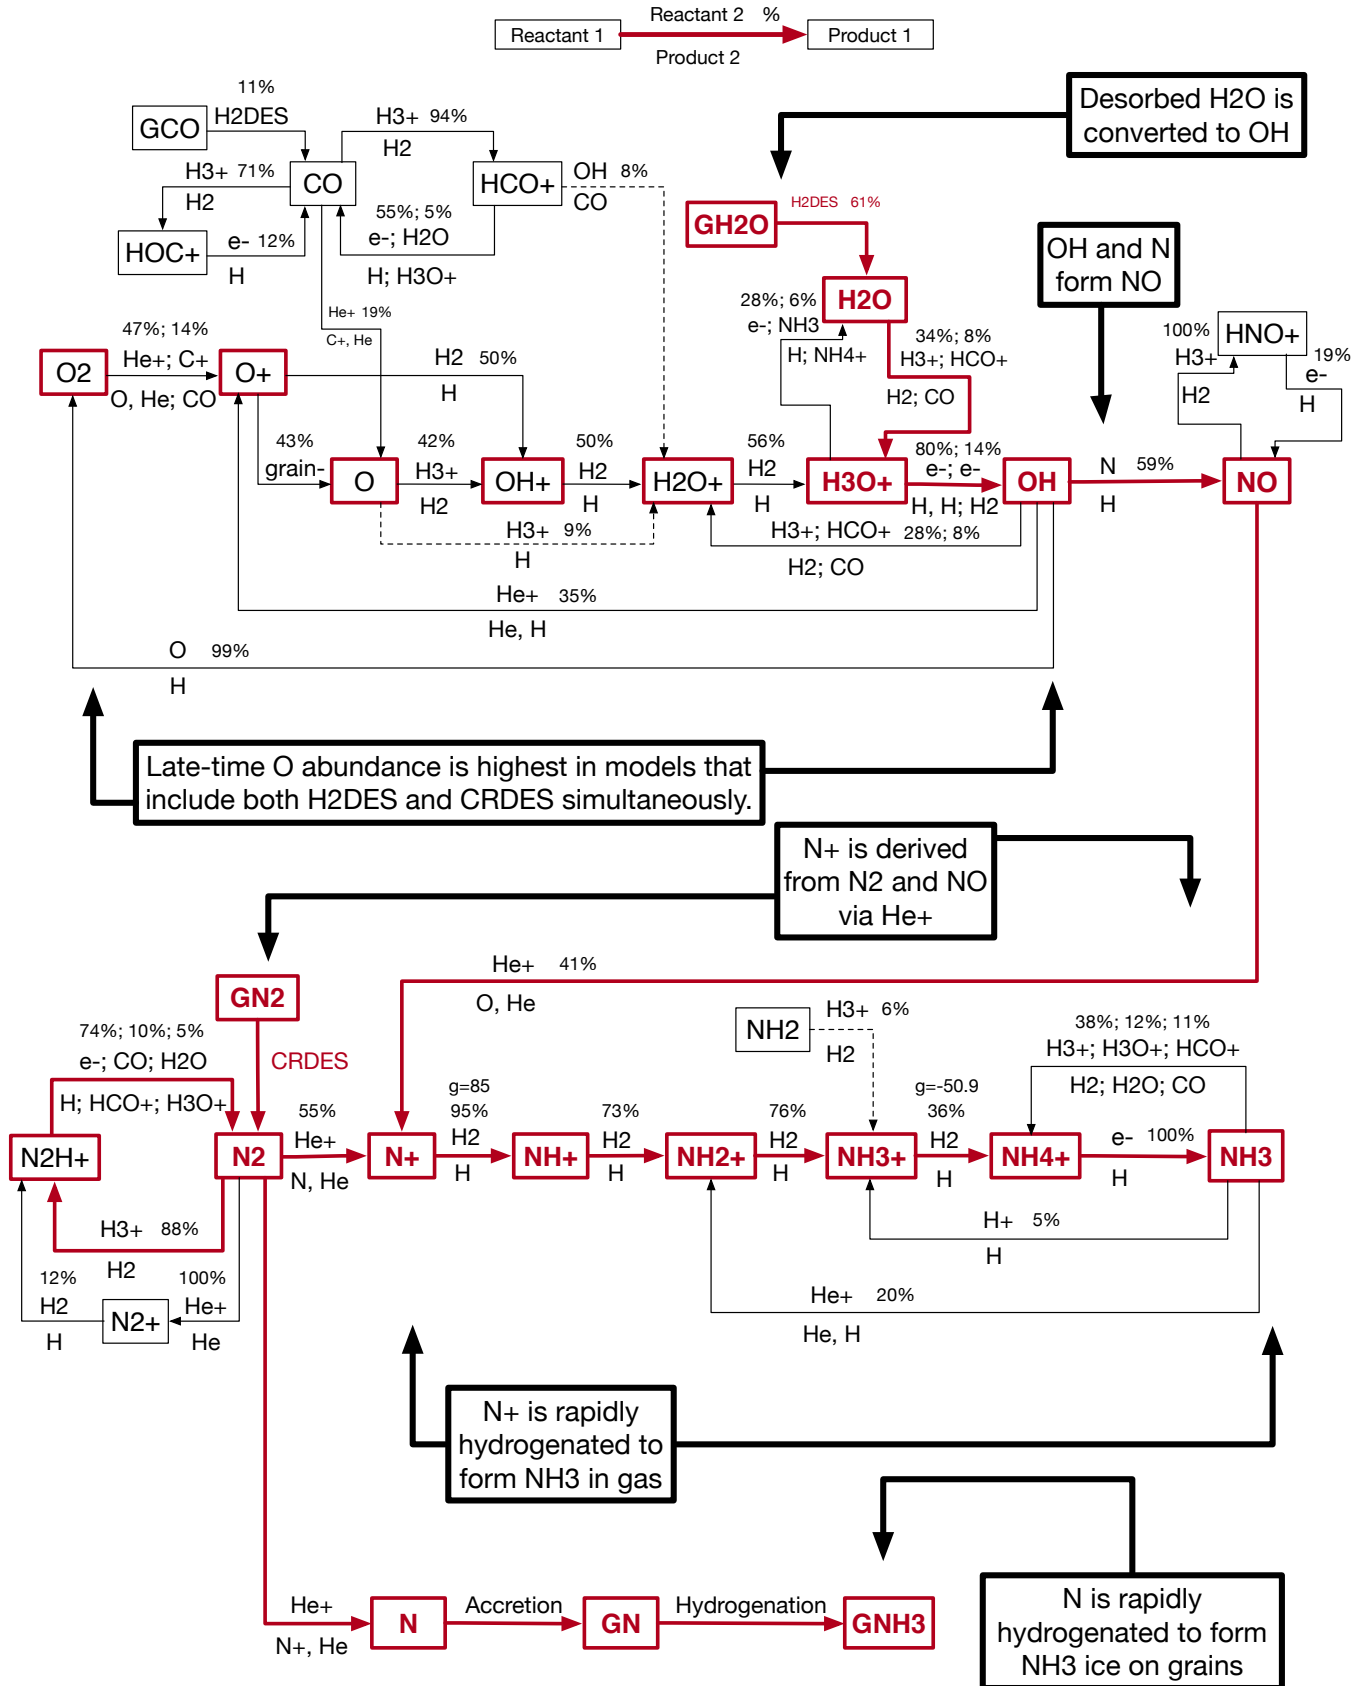 Reactant 2 %
Reactant 1
Product 1
Product 2
Desorbed H2O is
converted to OH
11%
GCO
H2DES
H3+ 94%
H2
H3+ 71%
H2
CO
HCO+
OH 8%
CO
HOC+
e- 12%
H
55%; 5%
e-; H2O
H; H3O+
GH2O
H2DES 61%
OH and N
form NO
H2O
28%; 6%
e-; NH3
H; NH4+
34%; 8%
H3+; HCO+
H2; CO
He+ 19%
C+, He
100%
H3+
H2
HNO+
19%
e-
H
47%; 14%
He+; C+
O, He; CO
O2
O+
H2 50%
H
43%
grain-
O
42%
H3+
H2
OH+
50%
H2
H
H2O+
56%
H2
H
H3O+
80%; 14%
e-; e-
H, H; H2
OH
N 59%
H
NO
H3+ 9%
H
H3+; HCO+ 28%; 8%
H2; CO
He+ 35%
He, H
O 99%
H
Late-time O abundance is highest in models that
include both H2DES and CRDES simultaneously.
N+ is derived
from N2 and NO
via He+
He+ 41%
O, He
GN2
CRDES
74%; 10%; 5%
e-; CO; H2O
H; HCO+; H3O+
NH2
H3+ 6%
H2
38%; 12%; 11%
H3+; H3O+; HCO+
H2; H2O; CO
N2H+
N2
55%
He+
N, He
N+
g=85
95%
H2
H
NH+
73%
H2
H
NH2+
76%
H2
H
NH3+
g=-50.9
36%
H2
H
NH4+
e- 100%
H
NH3
H3+ 88%
H2
H+ 5%
H
12%
H2
H
N2+
100%
He+
He
He+ 20%
He, H
N+ is rapidly
hydrogenated to
form NH3 in gas
He+
N+, He
N
Accretion
GN
Hydrogenation
GNH3
N is rapidly
hydrogenated to form
NH3 ice on grains